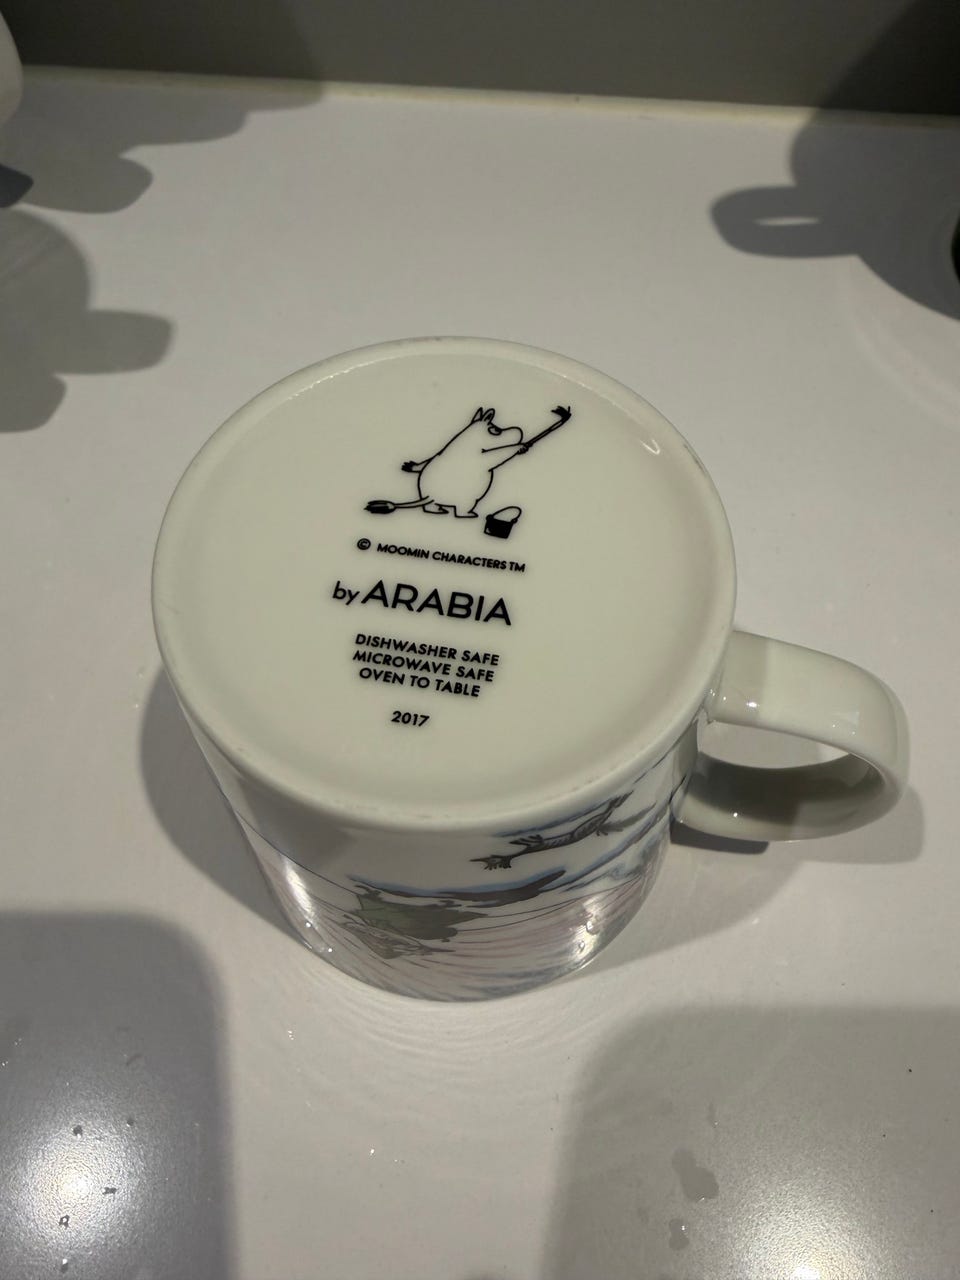 © MOOMIN CHARACTERS TM
by ARABIA
DISHWASHER SAFE
MICROWAVE SAFE
OVEN TO TABLE
2017